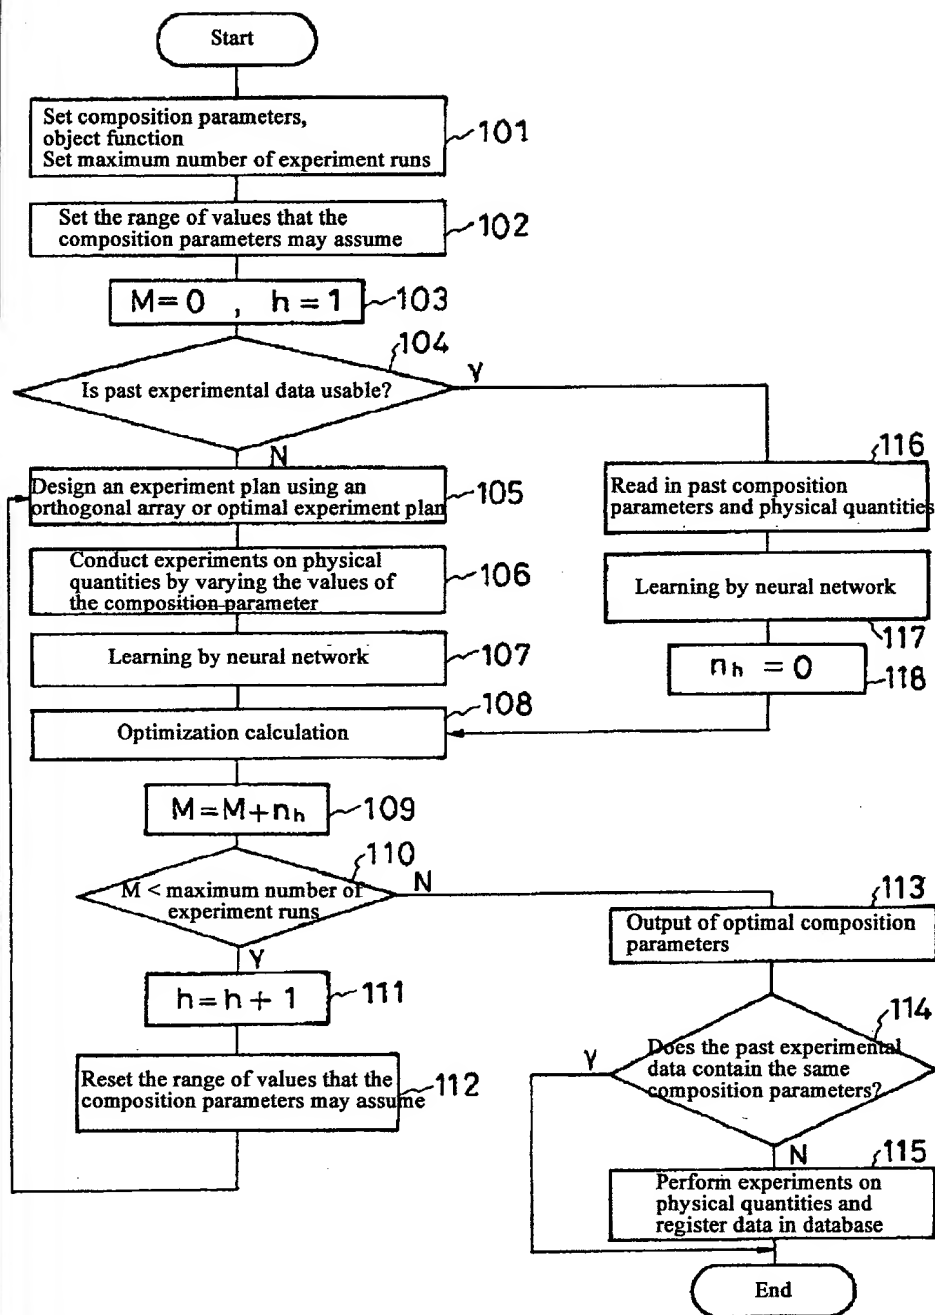 Start
Set composition parameters,
object function
Set maximum number of experiment runs
101
Set the range of values that the
composition parameters may assume
102
M=0 , h=1
103
104
Is past experimental data usable?
Y
N
Design an experiment plan using an
orthogonal array or optimal experiment plan
105
Conduct experiments on physical
quantities by varying the values of
the composition parameter
106
Learning by neural network
107
108
Optimization calculation
M=M+nh
109
110
M < maximum number of
experiment runs
N
Y
h=h+1
111
Reset the range of values that the
composition parameters may assume
112
116
Read in past composition
parameters and physical quantities
Learning by neural network
117
nh =0
118
113
Output of optimal composition
parameters
114
Does the past experimental
data contain the same
composition parameters?
Y
N
115
Perform experiments on
physical quantities and
register data in database
End